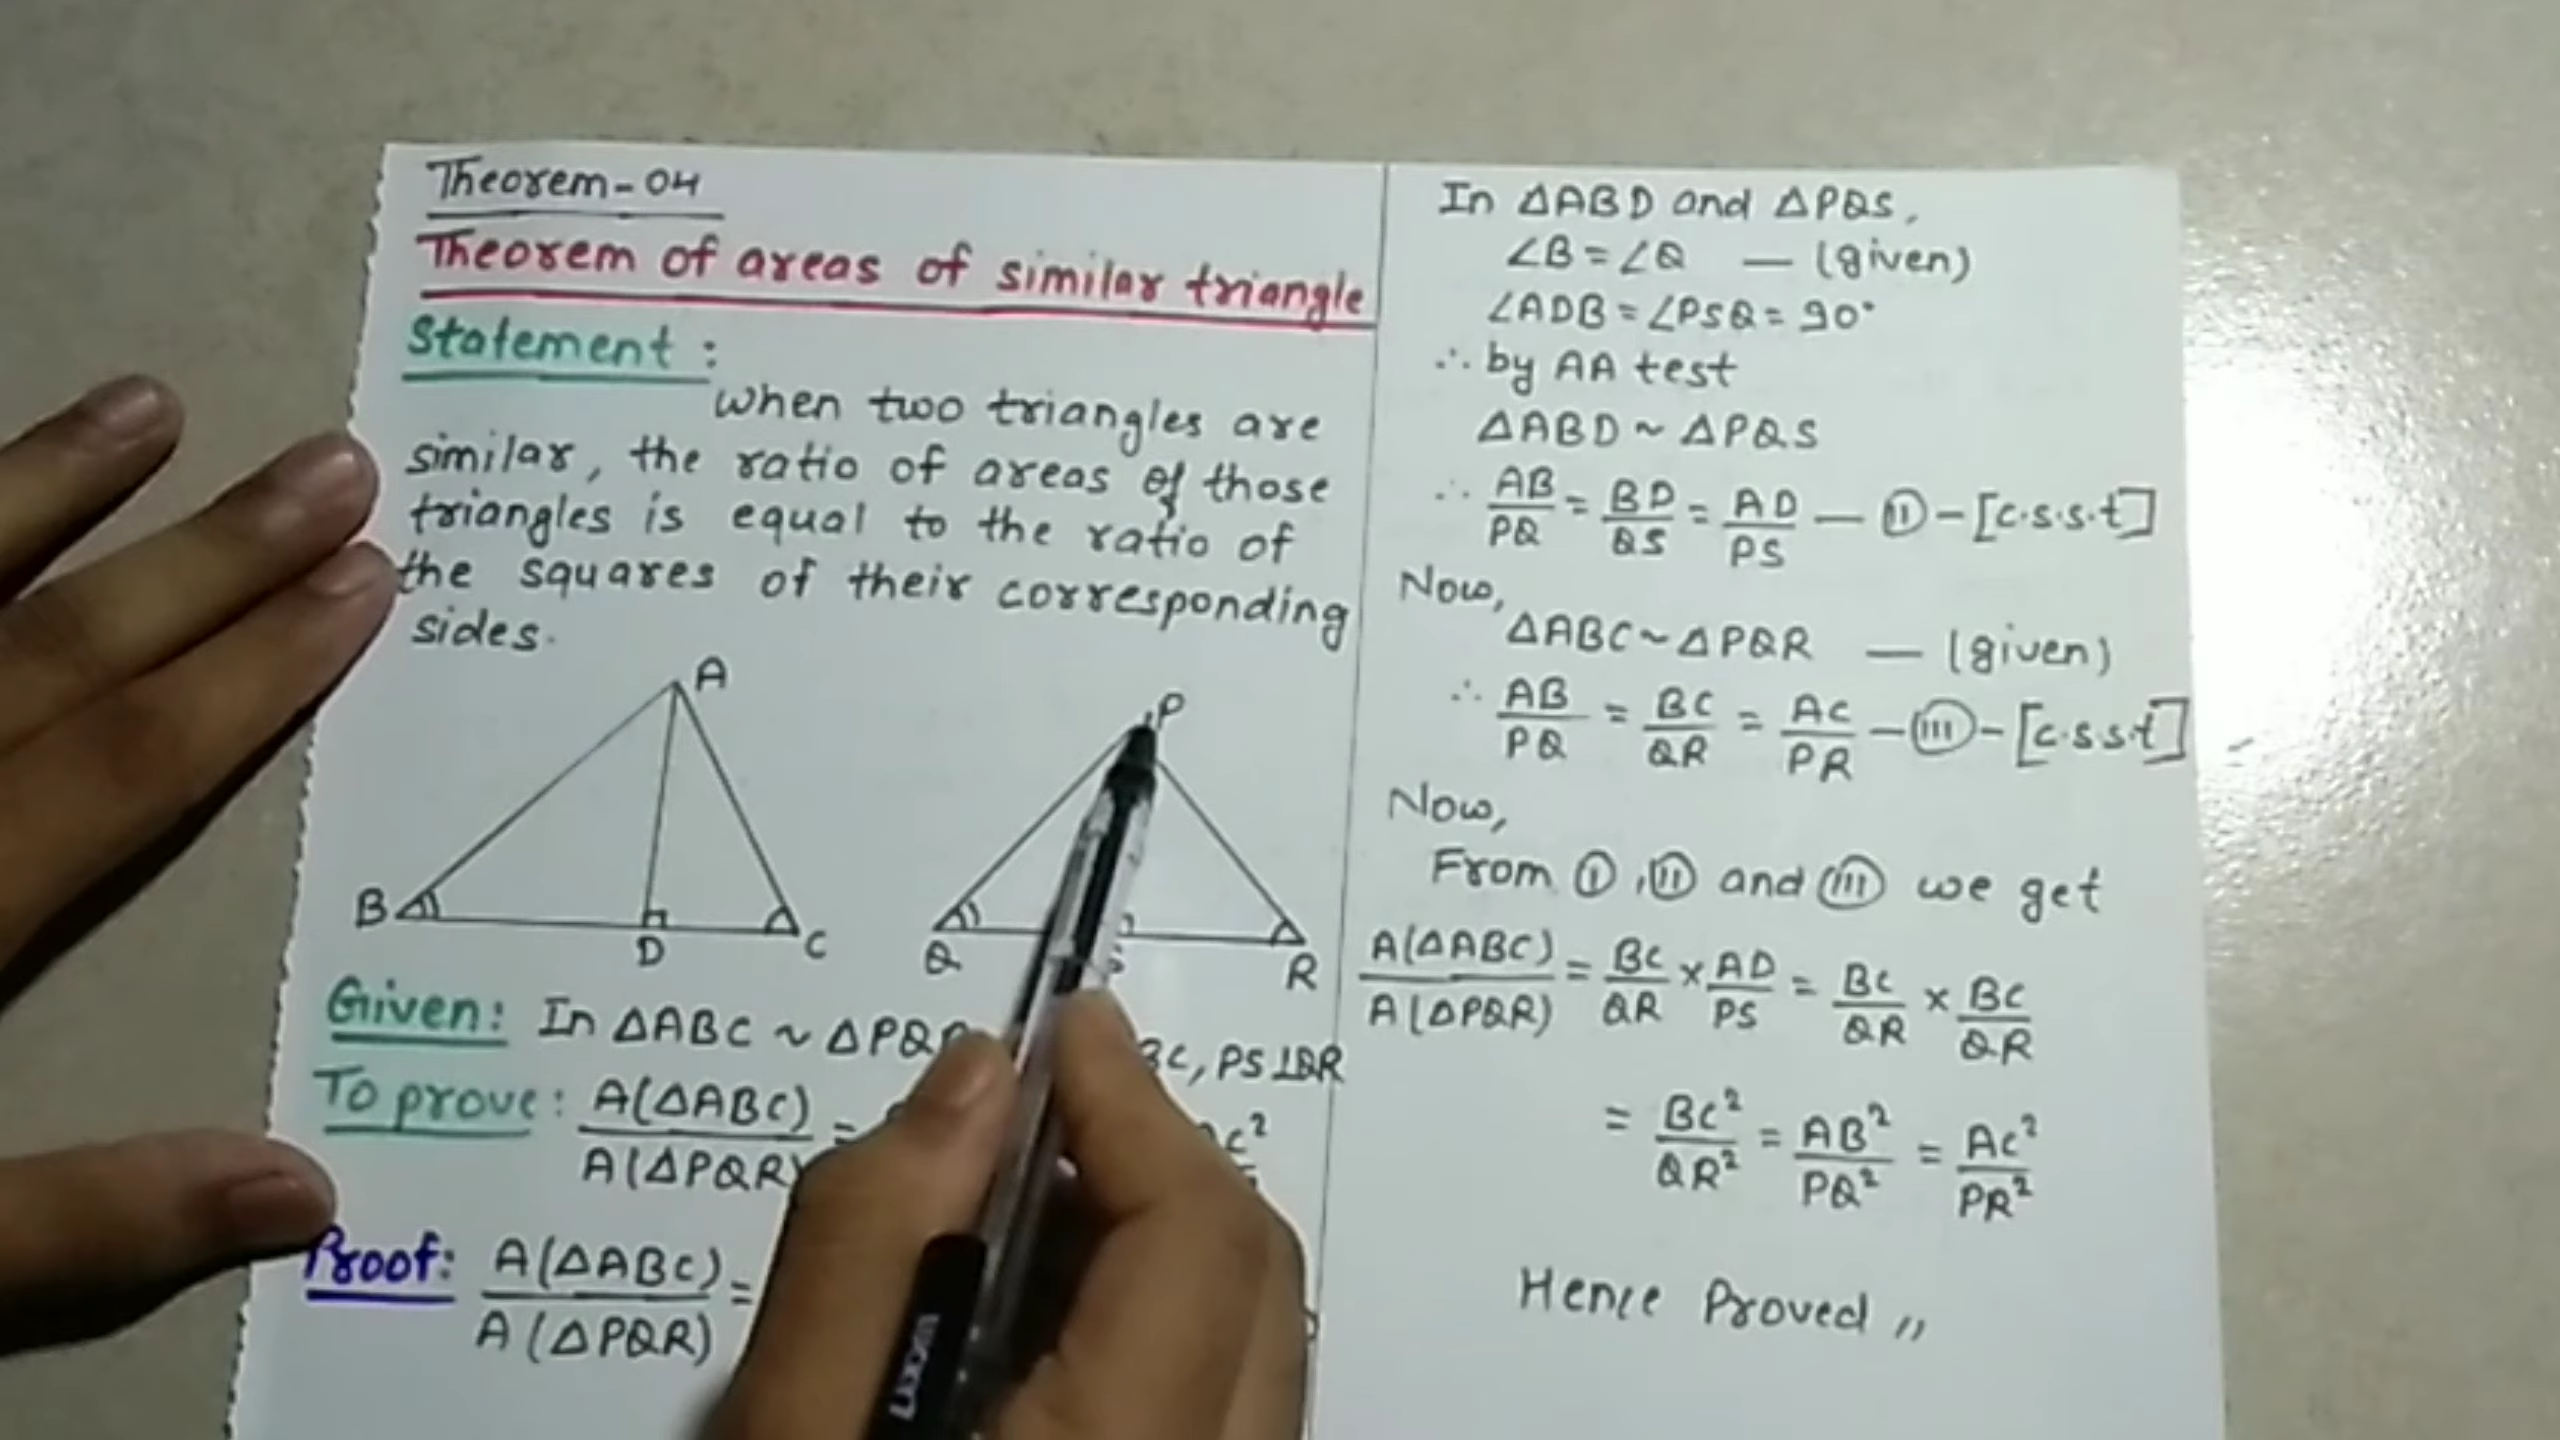 Theorem-04
Theorem of areas of similar triangle
Statement :
When two triangles are
similar, the ratio of areas of those
triangles is equal to the ratio of
the squares of their corresponding
sides.
A
B
D
C
P
Q
S
R
Given: In ΔABC ~ ΔPQR BC, PS⊥QR
To prove: A(ΔABC)/A(ΔPQR) =
Proof: A(ΔABC)/A(ΔPQR) =
In ΔABD and ΔPQS,
∠B = ∠Q — (given)
∠ADB = ∠PSQ = 90°
∴ by AA test
ΔABD ~ ΔPQS
∴ AB/PQ = BD/QS = AD/PS — (II) - [c.s.s.t]
Now,
ΔABC ~ ΔPQR — (given)
∴ AB/PQ = BC/QR = AC/PR — (III) - [c.s.s.t]
Now,
From (I), (II) and (III) we get
A(ΔABC)/A(ΔPQR) = BC/QR × AD/PS = BC/QR × BC/QR
= BC²/QR² = AB²/PQ² = AC²/PR²
Hence Proved //